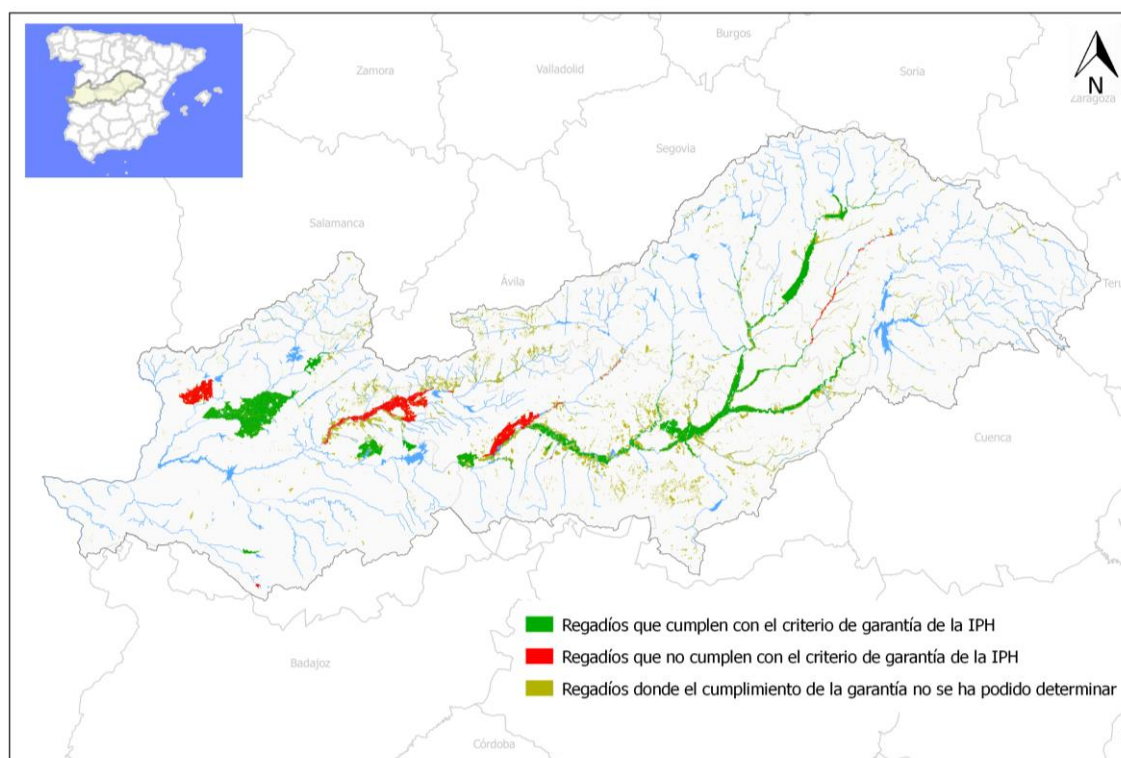 Burgos
Zamora
Valladolid
Soria
N
Zaragoza
Segovia
Salamanca
Ávila
Ten
Cuenca
Regadíos que cumplen con el criterio de garantía de la IPH
Regadíos que no cumplen con el criterio de garantía de la IPH
Regadíos donde el cumplimiento de la garantía no se ha podido determinar
Badajoz
Córdoba